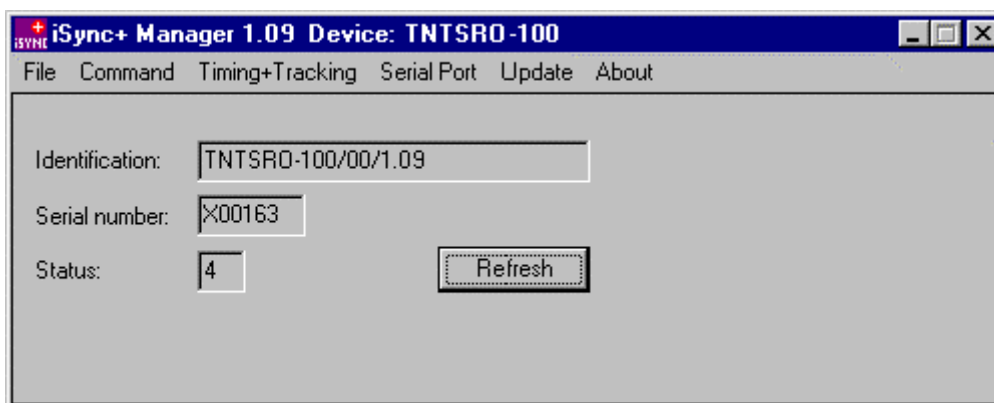 iSYNC iSync+ Manager 1.09 Device: TNTSRO-100
File Command Timing+Tracking Serial Port Update About
Identification: TNTSRO-100/00/1.09
Serial number: X00163
Status: 4 Refresh